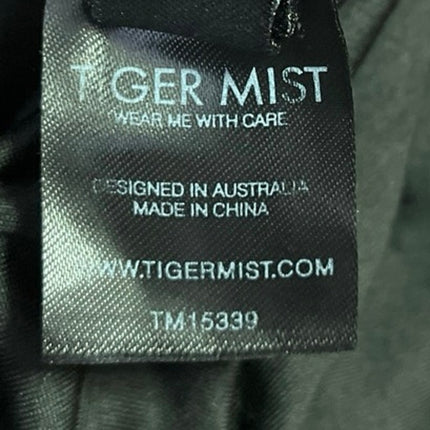 TIGER MIST
WEAR ME WITH CARE
DESIGNED IN AUSTRALIA
MADE IN CHINA
WWW.TIGERMIST.COM
TM15339